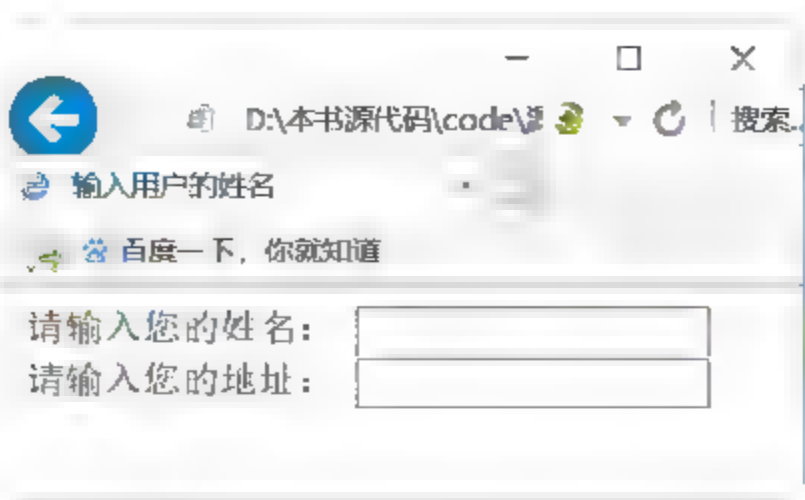 D:\本书源代码\code\ 搜索...
输入用户的姓名
百度一下，你就知道
请输入您的姓名：
请输入您的地址：